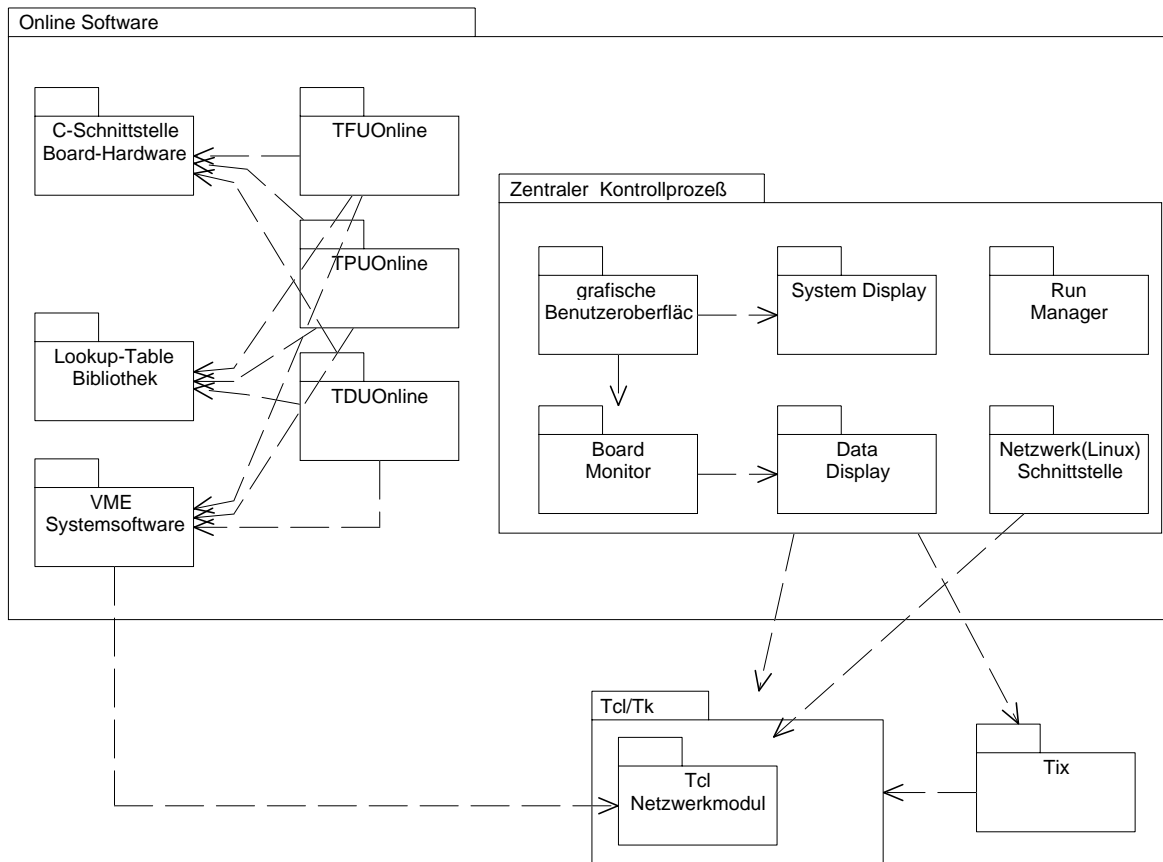 Online Software
C-Schnittstelle
Board-Hardware
TFUOnline
TPUOnline
Lookup-Table
Bibliothek
TDUOnline
VME
Systemsoftware
Zentraler Kontrollprozeß
grafische
Benutzeroberfläc
System Display
Run
Manager
Board
Monitor
Data
Display
Netzwerk(Linux)
Schnittstelle
Tcl/Tk
Tcl
Netzwerkmodul
Tix